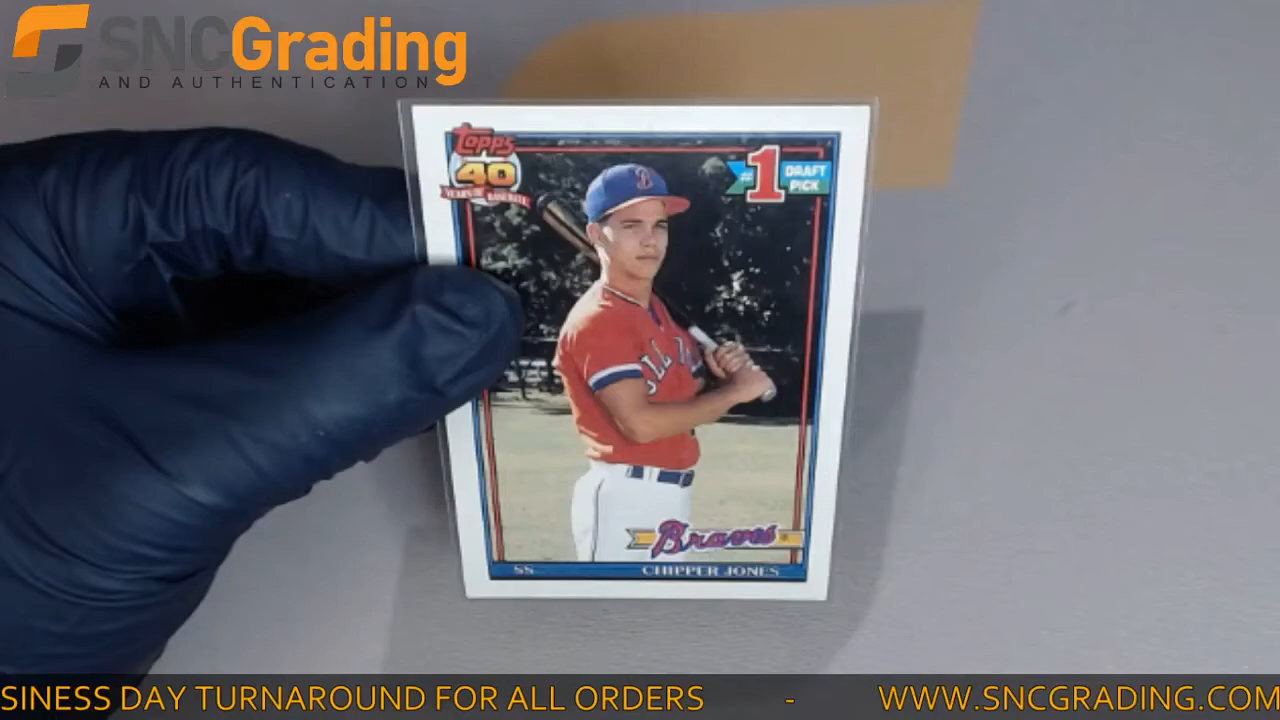 SNCGrading
AND AUTHENTICATION
Topps
40
YEARS OF BASEBALL
#1 DRAFT PICK
B
Braves
SS CHIPPER JONES
SINESS DAY TURNAROUND FOR ALL ORDERS - WWW.SNCGRADING.COM